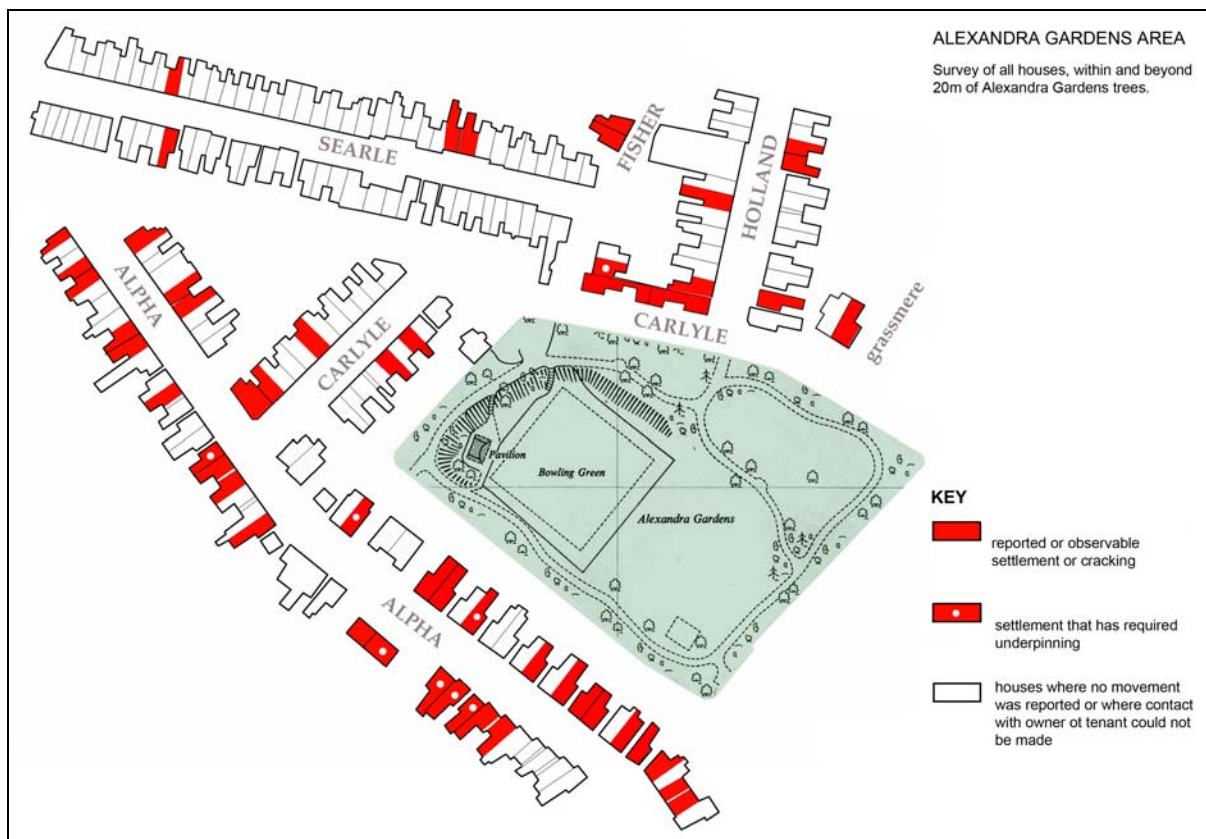 ALEXANDRA GARDENS AREA
Survey of all houses, within and beyond
20m of Alexandra Gardens trees.
SEARLE
FISHER
HOLLAND
ALPHA
CARLYLE
CARLYLE
grassmere
Pavilion
Bowling Green
Alexandra Gardens
ALPHA
KEY
reported or observable
settlement or cracking
settlement that has required
underpinning
houses where no movement
was reported or where contact
with owner ot tenant could not
be made